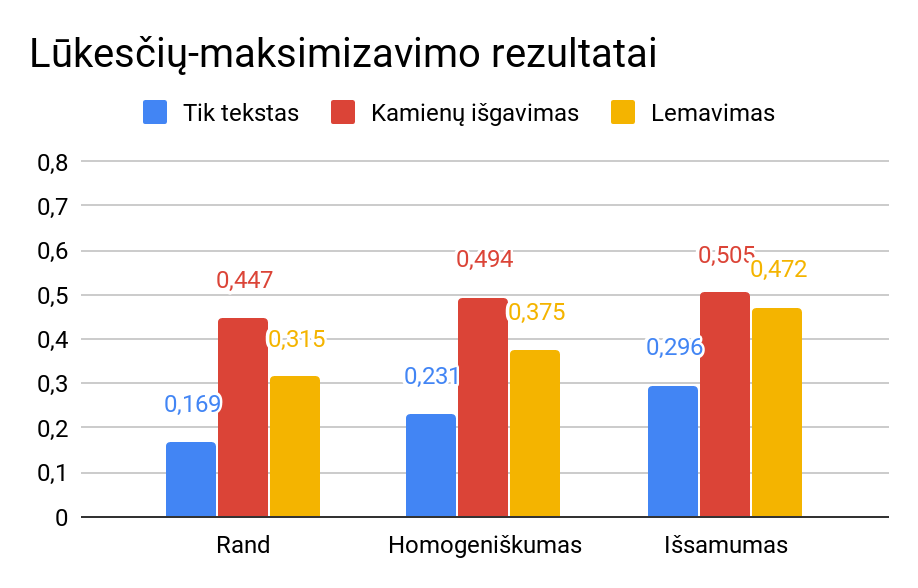 Lūkesčių-maksimizavimo rezultatai
Tik tekstas Kamienų išgavimas Lemavimas
0,8
0,7
0,6
0,5
0,4
0,3
0,2
0,1
0
0,169 0,447 0,315
0,231 0,494 0,375
0,296 0,505 0,472
Rand Homogeniškumas Išsamumas